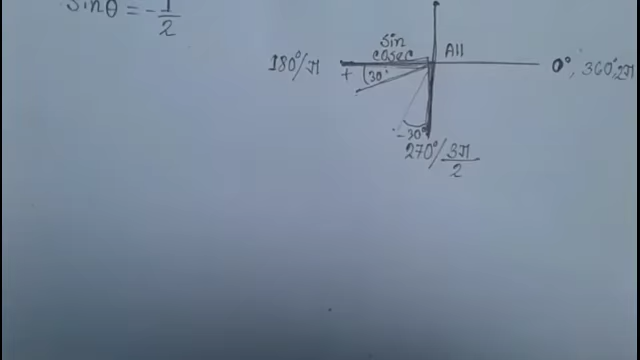 sinθ = -1/2
sin
cosec
All
180°/π
+
30°
0°, 360°, 2π
-30°
270°/3π/2